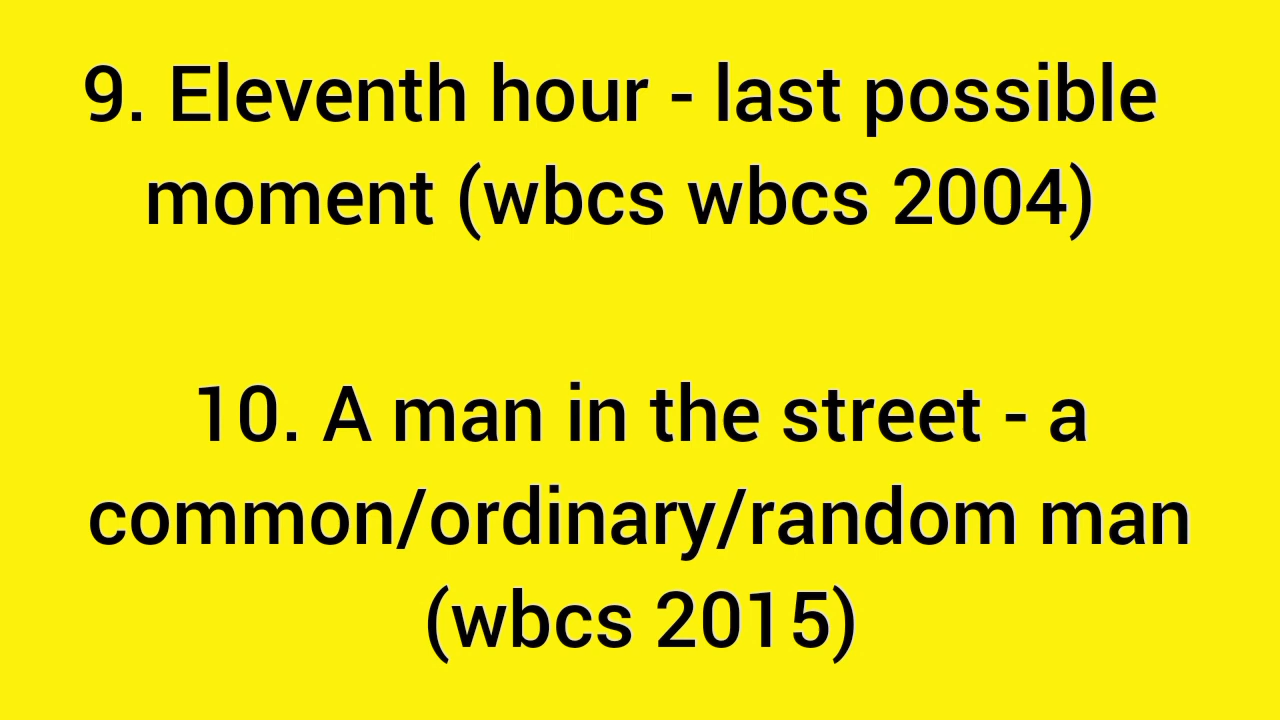 9. Eleventh hour - last possible
moment (wbcs wbcs 2004)
10. A man in the street - a
common/ordinary/random man
(wbcs 2015)